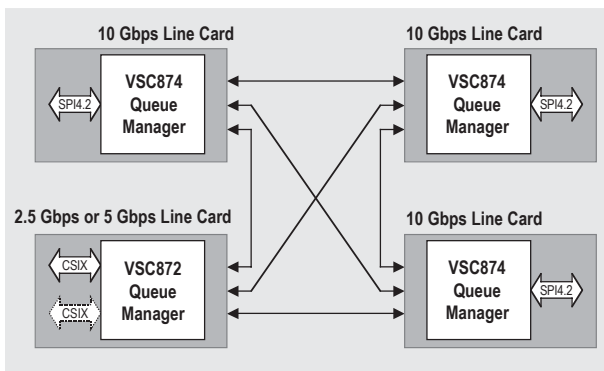 10 Gbps Line Card
SPI4.2
VSC874
Queue
Manager
10 Gbps Line Card
VSC874
Queue
Manager
SPI4.2
2.5 Gbps or 5 Gbps Line Card
CSIX
CSIX
VSC872
Queue
Manager
10 Gbps Line Card
VSC874
Queue
Manager
SPI4.2